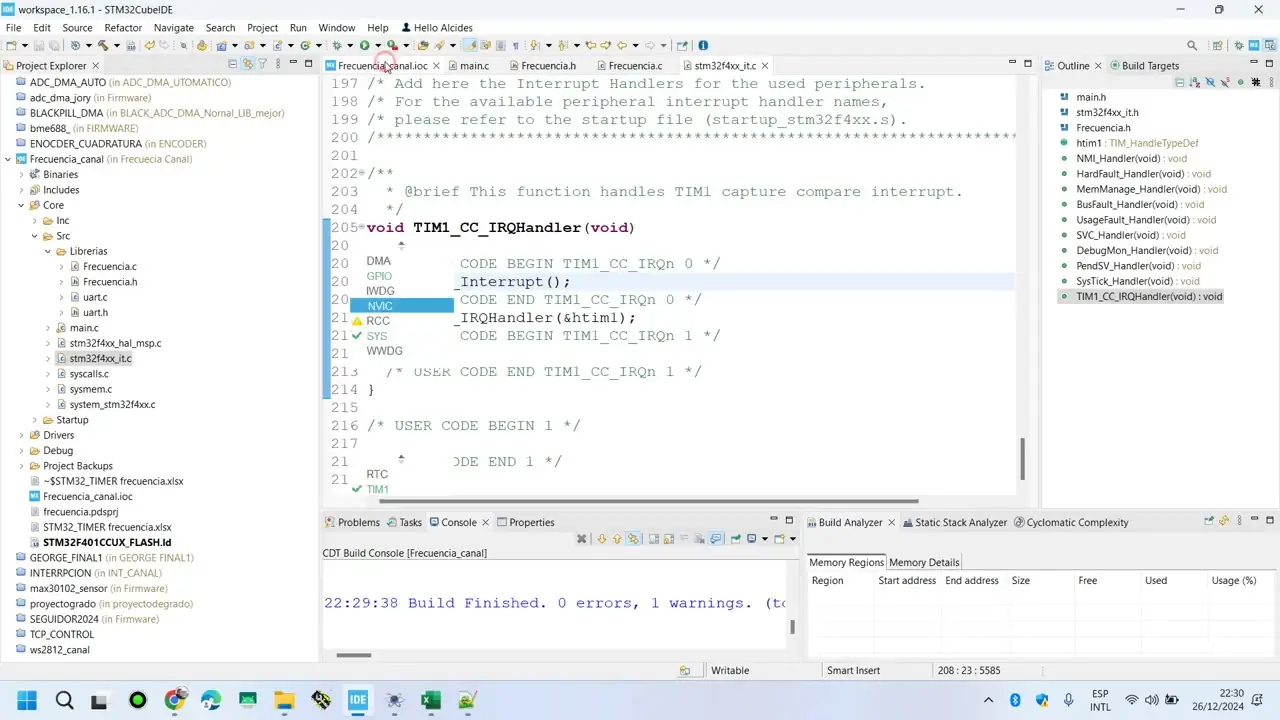 workspace_1.16.1 - STM32CubeIDE
File Edit Source Refactor Navigate Search Project Run Window Help Hello Alcides
Project Explorer
ADC_DMA_AUTO (in ADC_DMA_UTOMATICO)
adc_dma_jory (in Firmware)
BLACKPILL_DMA (in BLACK_ADC_DMA_Nornal_LIB_mejor)
bme688_ (in FIRMWARE)
ENOCDER_CUADRATURA (in ENCODER)
Frecuencia_canal (in Frecuecia Canal)
Binaries
Includes
Core
Inc
Src
Librerias
Frecuencia.c
Frecuencia.h
uart.c
uart.h
main.c
stm32f4xx_hal_msp.c
stm32f4xx_it.c
syscalls.c
sysmem.c
system_stm32f4xx.c
Startup
Drivers
Debug
Project Backups
~$STM32_TIMER frecuencia.xlsx
Frecuencia_canal.ioc
frecuencia.pdsprj
STM32_TIMER frecuencia.xlsx
STM32F401CCUX_FLASH.ld
GEORGE_FINAL1 (in GEORGE FINAL1)
INTERRPCION (in INT_CANAL)
max30102_sensor (in Firmware)
proyectogrado (in proyectodegrado)
SEGUIDOR2024 (in Firmware)
TCP_CONTROL
ws2812_canal
Frecuencia_canal.ioc main.c Frecuencia.h Frecuencia.c stm32f4xx_it.c
197 /* Add here the Interrupt Handlers for the used peripherals.
198 /* For the available peripheral interrupt handler names,
199 /* please refer to the startup file (startup_stm32f4xx.s).
200 /******************************************************************************
201
202 /**
203 * @brief This function handles TIM1 capture compare interrupt.
204 */
205 void TIM1_CC_IRQHandler(void)
20
DMA CODE BEGIN TIM1_CC_IRQn 0 */
GPIO
20 _Interrupt();
IWDG
20 CODE END TIM1_CC_IRQn 0 */
NVIC
21 _IRQHandler(&htim1);
RCC
21 SYS CODE BEGIN TIM1_CC_IRQn 1 */
21 WWDG
213 /* USER CODE END TIM1_CC_IRQn 1 */
214 }
215
216 /* USER CODE BEGIN 1 */
217
21 ODE END 1 */
RTC
21
TIM1
Outline Build Targets
main.h
stm32f4xx_it.h
Frecuencia.h
htim1 : TIM_HandleTypeDef
NMI_Handler(void) : void
HardFault_Handler(void) : void
MemManage_Handler(void) : void
BusFault_Handler(void) : void
UsageFault_Handler(void) : void
SVC_Handler(void) : void
DebugMon_Handler(void) : void
PendSV_Handler(void) : void
SysTick_Handler(void) : void
TIM1_CC_IRQHandler(void) : void
Problems Tasks Console Properties
CDT Build Console [Frecuencia_canal]
22:29:38 Build Finished. 0 errors, 1 warnings. (to
Build Analyzer Static Stack Analyzer Cyclomatic Complexity
Memory Regions Memory Details
Region Start address End address Size Free Used Usage (%)
Writable Smart Insert 208 : 23 : 5585
IDE
ESP
INTL
22:30
26/12/2024